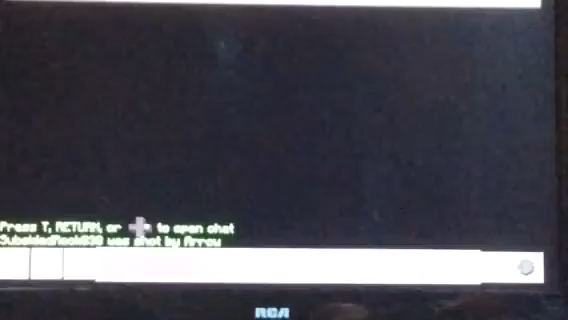 Press T, RETURN, or to open chat
was shot by Arrow
RCA